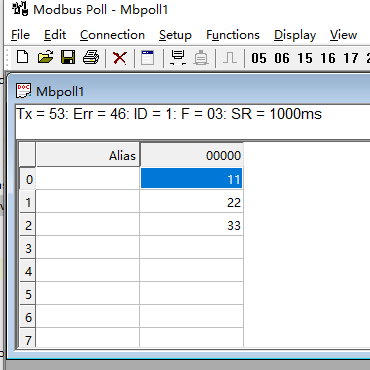 Modbus Poll - Mbpoll1
File Edit Connection Setup Functions Display View
05 06 15 16 17 2
Mbpoll1
Tx = 53: Err = 46: ID = 1: F = 03: SR = 1000ms
Alias 00000
0 11
1 22
2 33
3
4
5
6
7